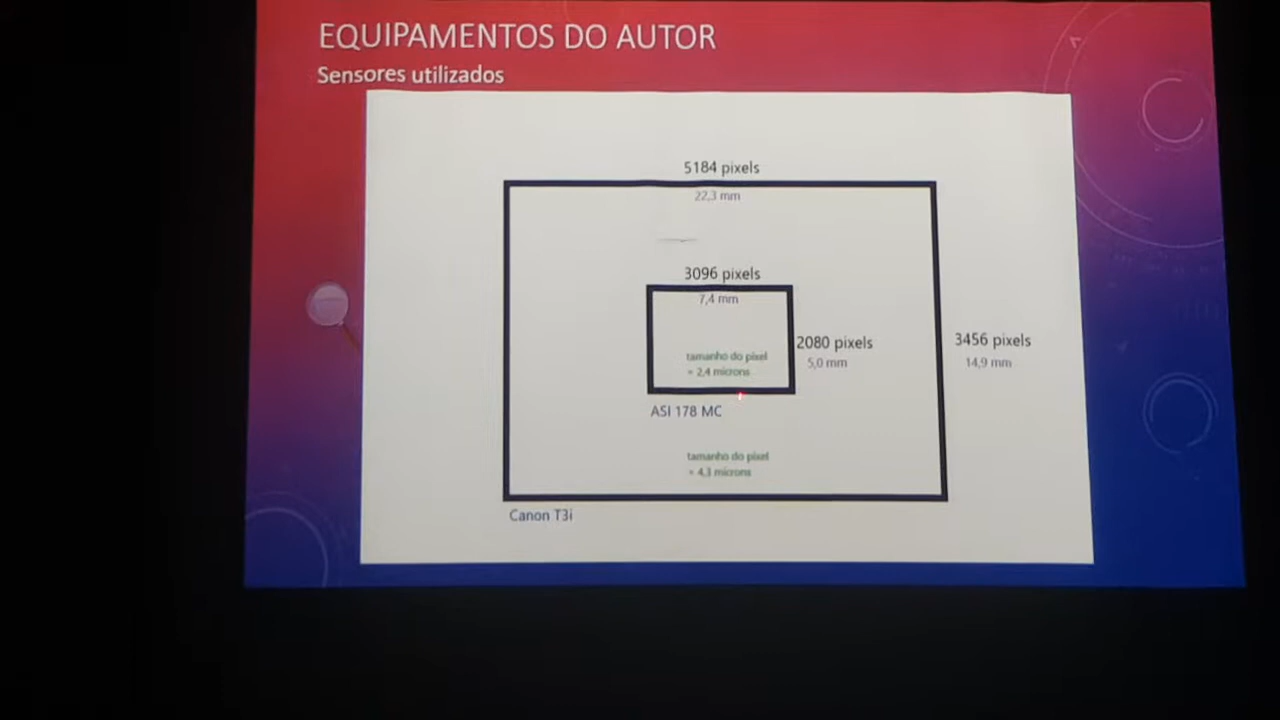 EQUIPAMENTOS DO AUTOR
Sensores utilizados
5184 pixels
22,3 mm
3096 pixels
7,4 mm
2080 pixels
5,0 mm
3456 pixels
14,9 mm
tamanho do pixel
= 2,4 microns
ASI 178 MC
tamanho do pixel
= 4,3 microns
Canon T3i